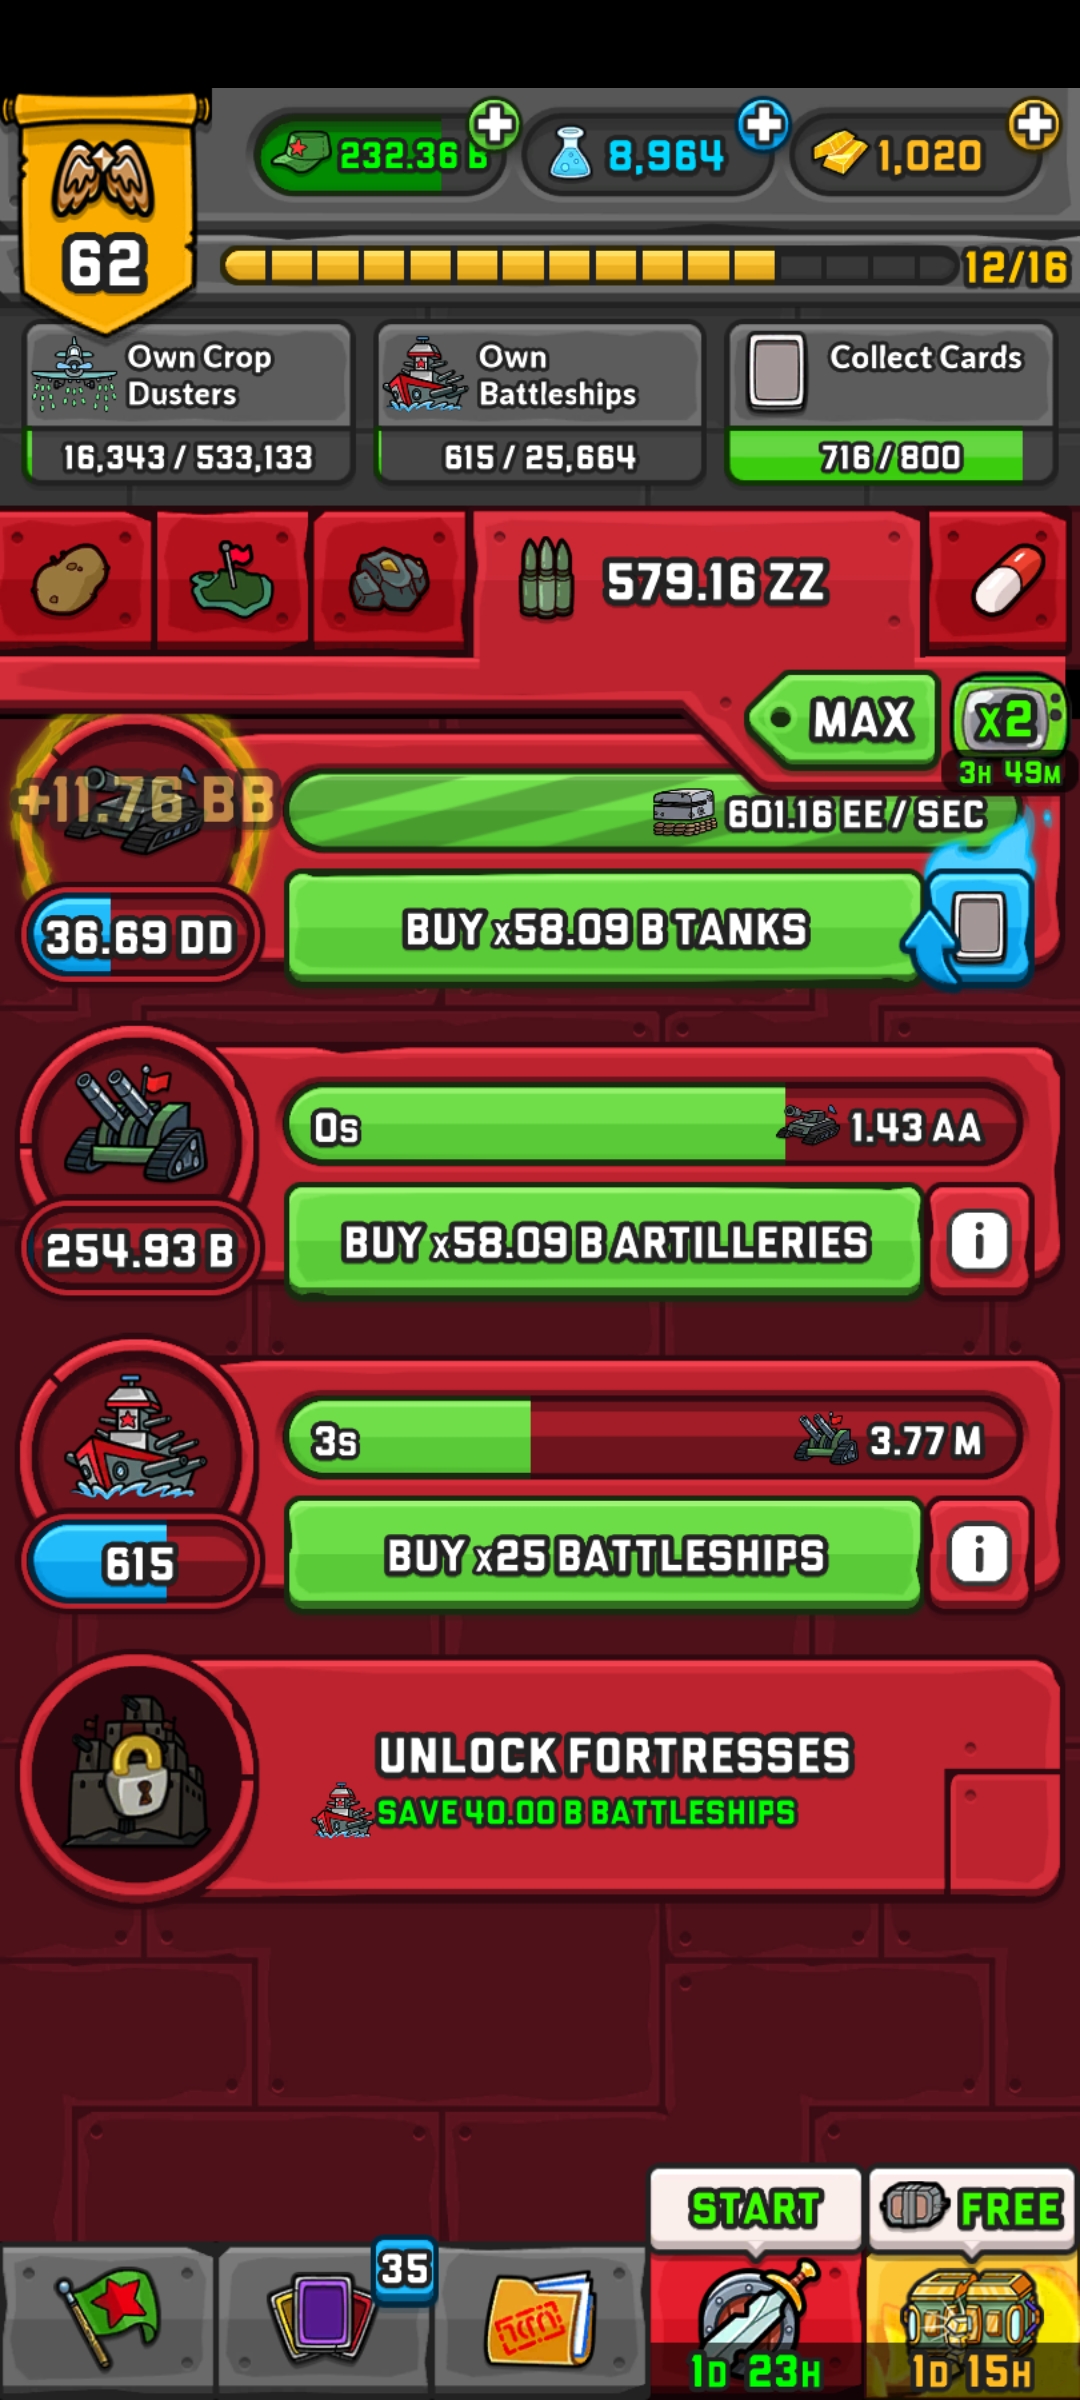 62
232.36 B
8,964
1,020
12/16
Own Crop
Dusters
16,343 / 533,133
Own
Battleships
615 / 25,664
Collect Cards
716 / 800
579.16 ZZ
MAX
x2
3H 49M
+11.76 BB
601.16 EE / SEC
36.69 DD
BUY x58.09 B TANKS
0s
1.43 AA
254.93 B
BUY x58.09 B ARTILLERIES
i
3s
3.77 M
615
BUY x25 BATTLESHIPS
i
UNLOCK FORTRESSES
SAVE 40.00 B BATTLESHIPS
START
FREE
35
1D 23H
1D 15H